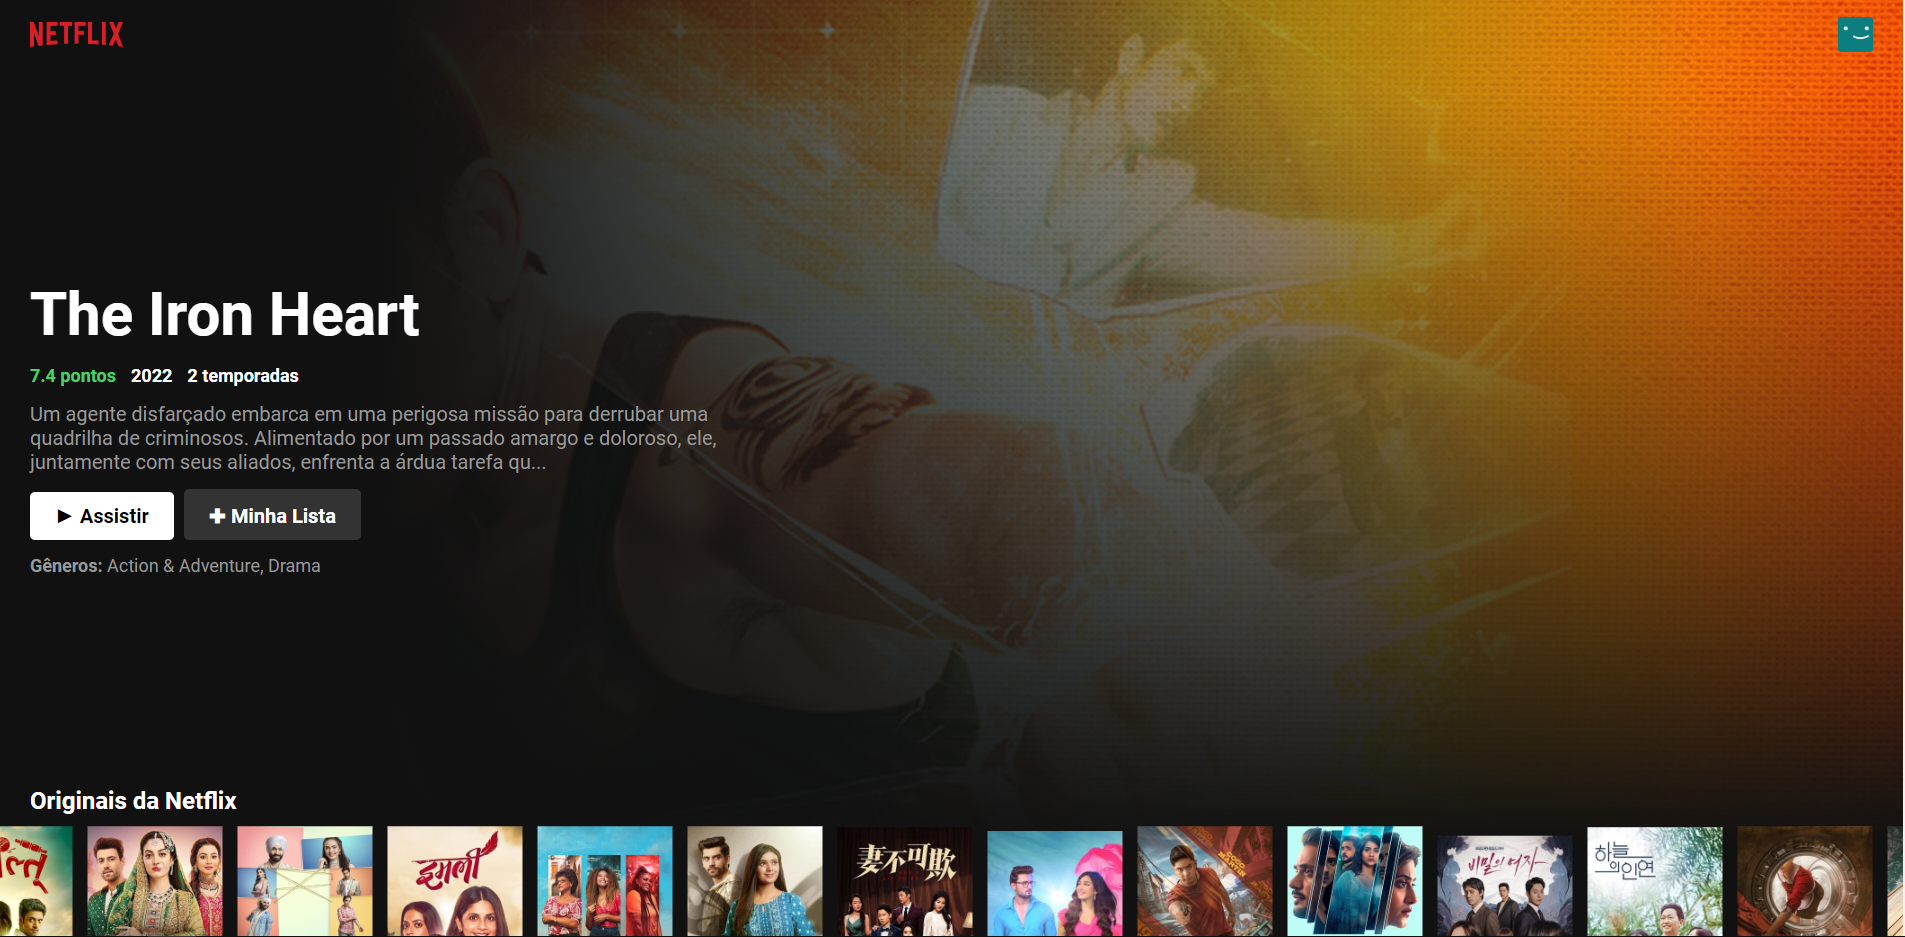 NETFLIX
The Iron Heart
7.4 pontos 2022 2 temporadas
Um agente disfarçado embarca em uma perigosa missão para derrubar uma
quadrilha de criminosos. Alimentado por um passado amargo e doloroso, ele,
juntamente com seus aliados, enfrenta a árdua tarefa qu...
► Assistir ✚ Minha Lista
Gêneros: Action & Adventure, Drama
Originais da Netflix
इमली
妻不可欺
COCO MARTIN
비밀의 여자
하늘
의 인연